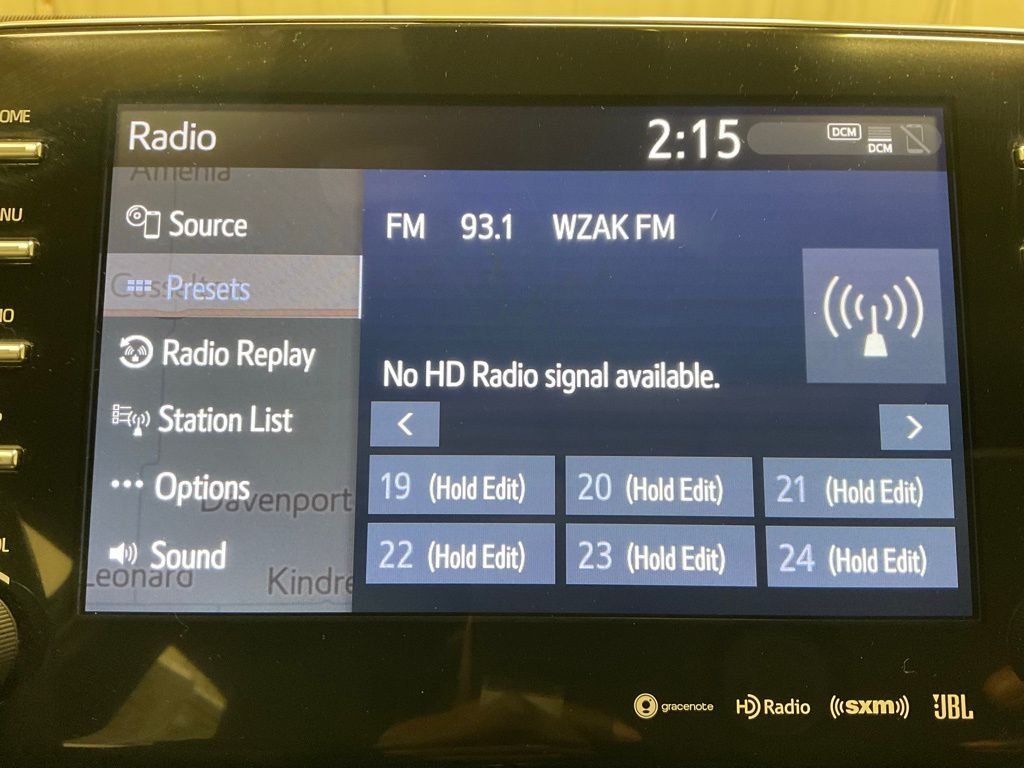 OME
NU
Radio
2:15
DCM
DCM
Amenia
Source
Presets
Radio Replay
Station List
Options
Davenport
Sound
Leonard
Kindre
FM 93.1 WZAK FM
No HD Radio signal available.
< >
19 (Hold Edit) 20 (Hold Edit) 21 (Hold Edit)
22 (Hold Edit) 23 (Hold Edit) 24 (Hold Edit)
gracenote HD Radio ((sxm)) JBL